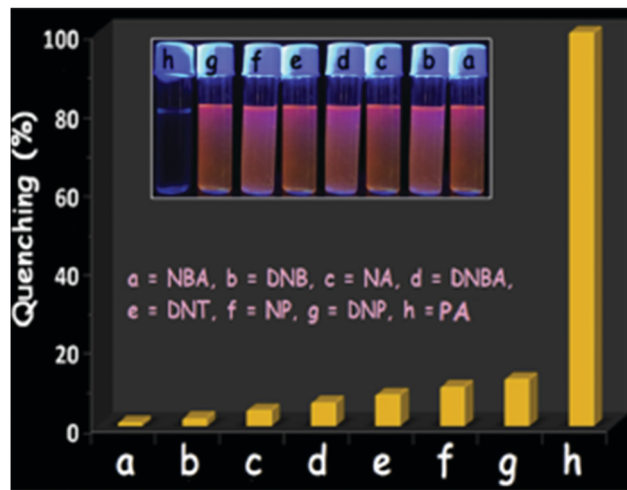 Quenching (%)
100
80
60
40
20
0
h g f e d c b a
a = NBA, b = DNB, c = NA, d = DNBA,
e = DNT, f = NP, g = DNP, h = PA
a b c d e f g h